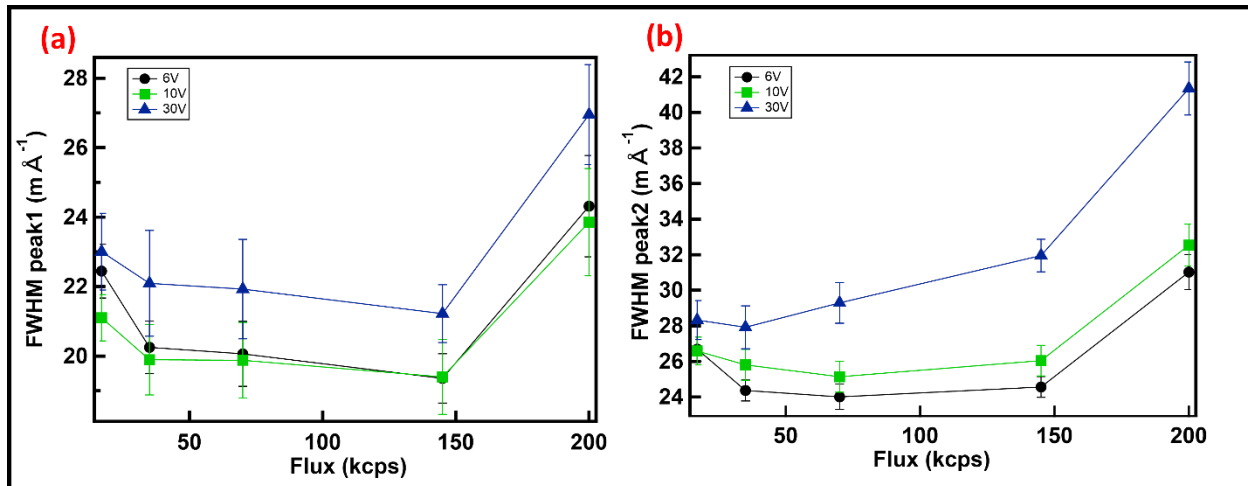 (a)
FWHM peak1 (m Å⁻¹)
28
26
24
22
20
6V
10V
30V
50
100
150
200
Flux (kcps)
(b)
FWHM peak2 (m Å⁻¹)
42
40
38
36
34
32
30
28
26
24
6V
10V
30V
50
100
150
200
Flux (kcps)